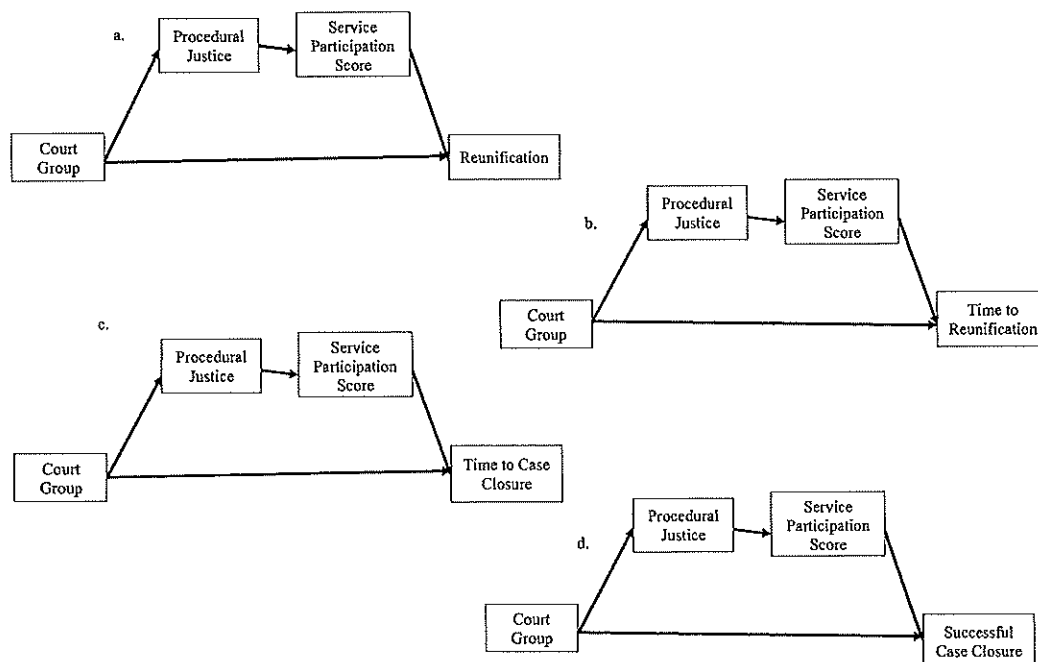 a.
Procedural
Justice
Service
Participation
Score
Court
Group
Reunification
b.
Procedural
Justice
Service
Participation
Score
Court
Group
Time to
Reunification
c.
Procedural
Justice
Service
Participation
Score
Court
Group
Time to Case
Closure
d.
Procedural
Justice
Service
Participation
Score
Court
Group
Successful
Case Closure